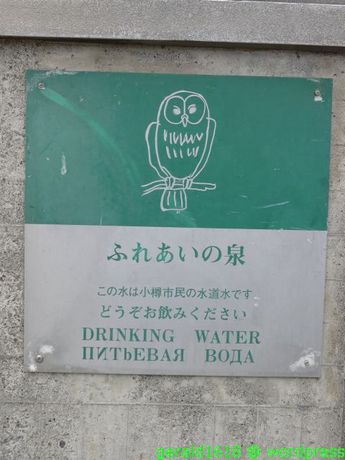 ふれあいの泉
この水は小樽市民の水道水です
どうぞお飲みください
DRINKING WATER
ПИТЬЕВАЯ ВОДА